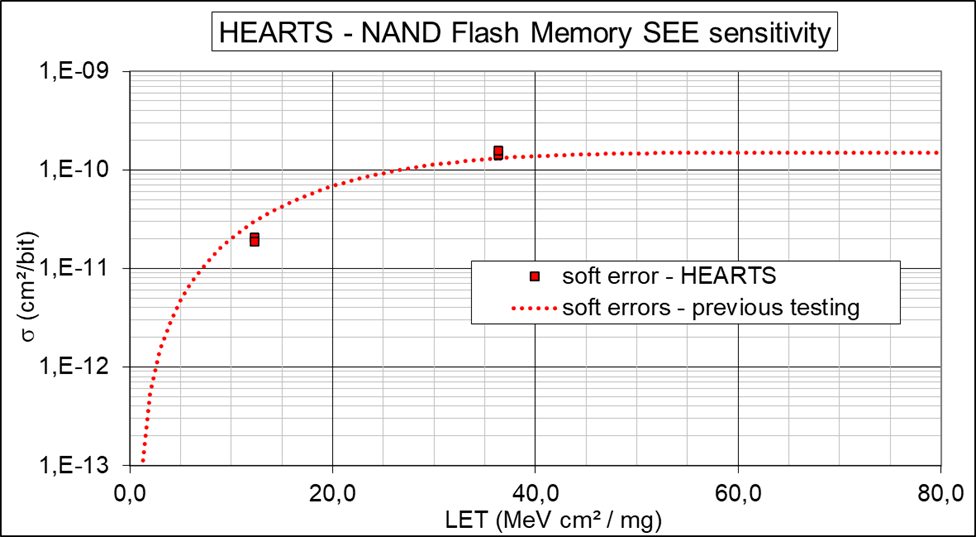 HEARTS - NAND Flash Memory SEE sensitivity
1,E-09
1,E-10
1,E-11
1,E-12
1,E-13
σ (cm²/bit)
soft error - HEARTS
soft errors - previous testing
0,0
20,0
40,0
60,0
80,0
LET (MeV cm² / mg)